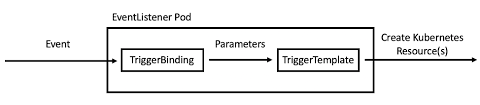 EventListener Pod
Event
TriggerBinding
Parameters
TriggerTemplate
Create Kubernetes
Resource(s)